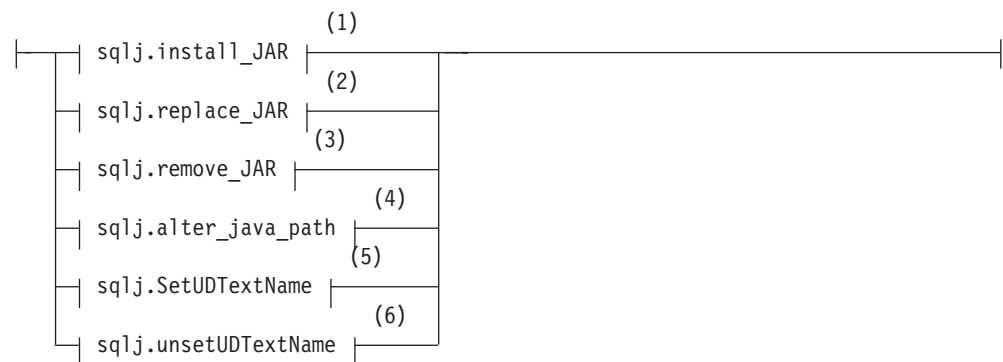 (1)
sqlj.install_JAR
(2)
sqlj.replace_JAR
(3)
sqlj.remove_JAR
(4)
sqlj.alter_java_path
(5)
sqlj.SetUDTextName
(6)
sqlj.unsetUDTextName